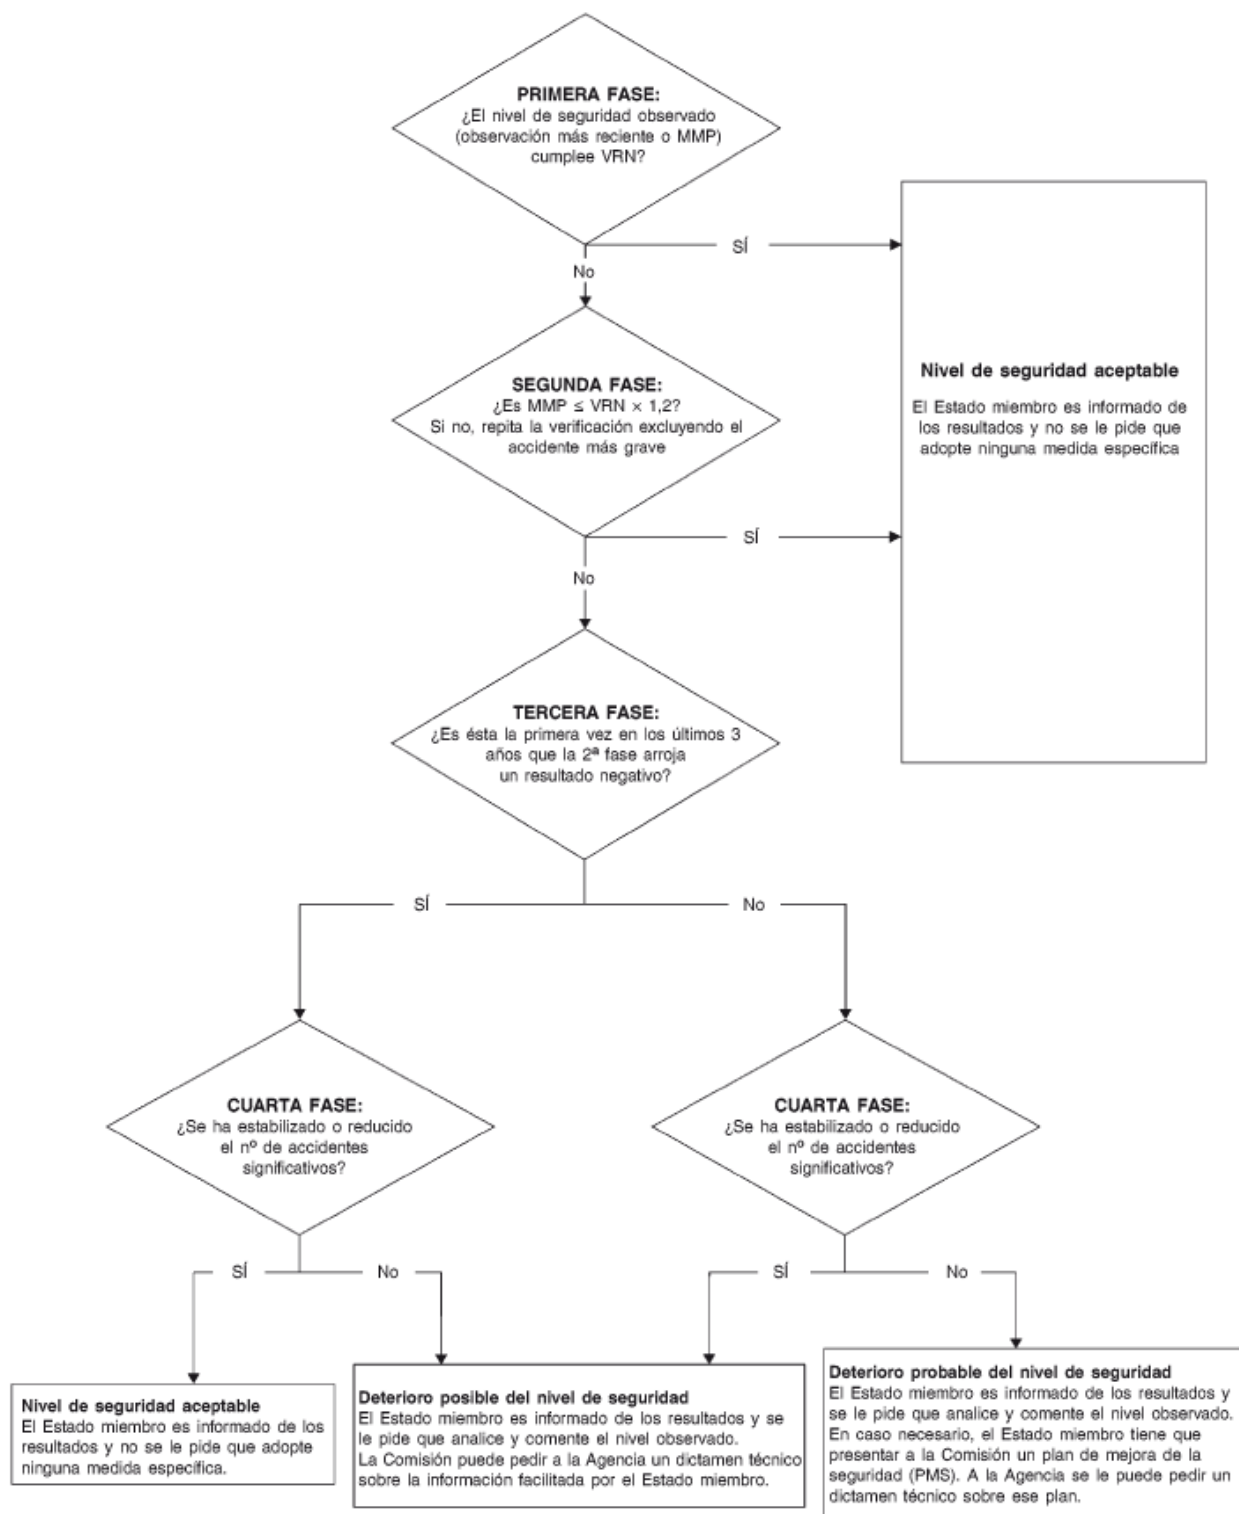 PRIMERA FASE:
¿El nivel de seguridad observado
(observación más reciente o MMP)
cumplee VRN?
SÍ
No
SEGUNDA FASE:
¿Es MMP ≤ VRN × 1,2?
Si no, repita la verificación excluyendo el
accidente más grave
Nivel de seguridad aceptable
El Estado miembro es informado de
los resultados y no se le pide que
adopte ninguna medida específica
SÍ
No
TERCERA FASE:
¿Es ésta la primera vez en los últimos 3
años que la 2ª fase arroja
un resultado negativo?
SÍ
No
CUARTA FASE:
¿Se ha estabilizado o reducido
el nº de accidentes
significativos?
CUARTA FASE:
¿Se ha estabilizado o reducido
el nº de accidentes
significativos?
SÍ
No
SÍ
No
Nivel de seguridad aceptable
El Estado miembro es informado de los
resultados y no se le pide que adopte
ninguna medida específica.
Deterioro posible del nivel de seguridad
El Estado miembro es informado de los resultados y se
le pide que analice y comente el nivel observado.
La Comisión puede pedir a la Agencia un dictamen técnico
sobre la información facilitada por el Estado miembro.
Deterioro probable del nivel de seguridad
El Estado miembro es informado de los resultados y
se le pide que analice y comente el nivel observado.
En caso necesario, el Estado miembro tiene que
presentar a la Comisión un plan de mejora de la
seguridad (PMS). A la Agencia se le puede pedir un
dictamen técnico sobre ese plan.